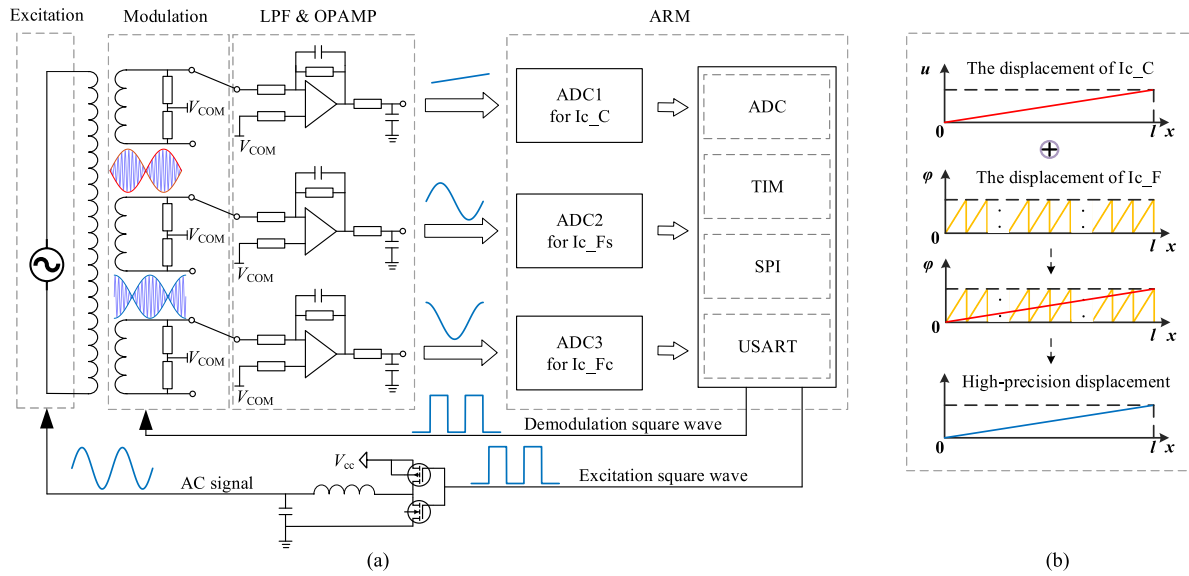 Excitation
Modulation
LPF & OPAMP
ARM
VCOM
VCOM
ADC1
for Ic_C
ADC
TIM
SPI
USART
VCOM
VCOM
ADC2
for Ic_Fs
VCOM
VCOM
ADC3
for Ic_Fc
Demodulation square wave
Vcc
AC signal
Excitation square wave
(a)
u
The displacement of Ic_C
0
l
x
φ
The displacement of Ic_F
0
l
x
φ
0
l
x
High-precision displacement
0
l
x
(b)